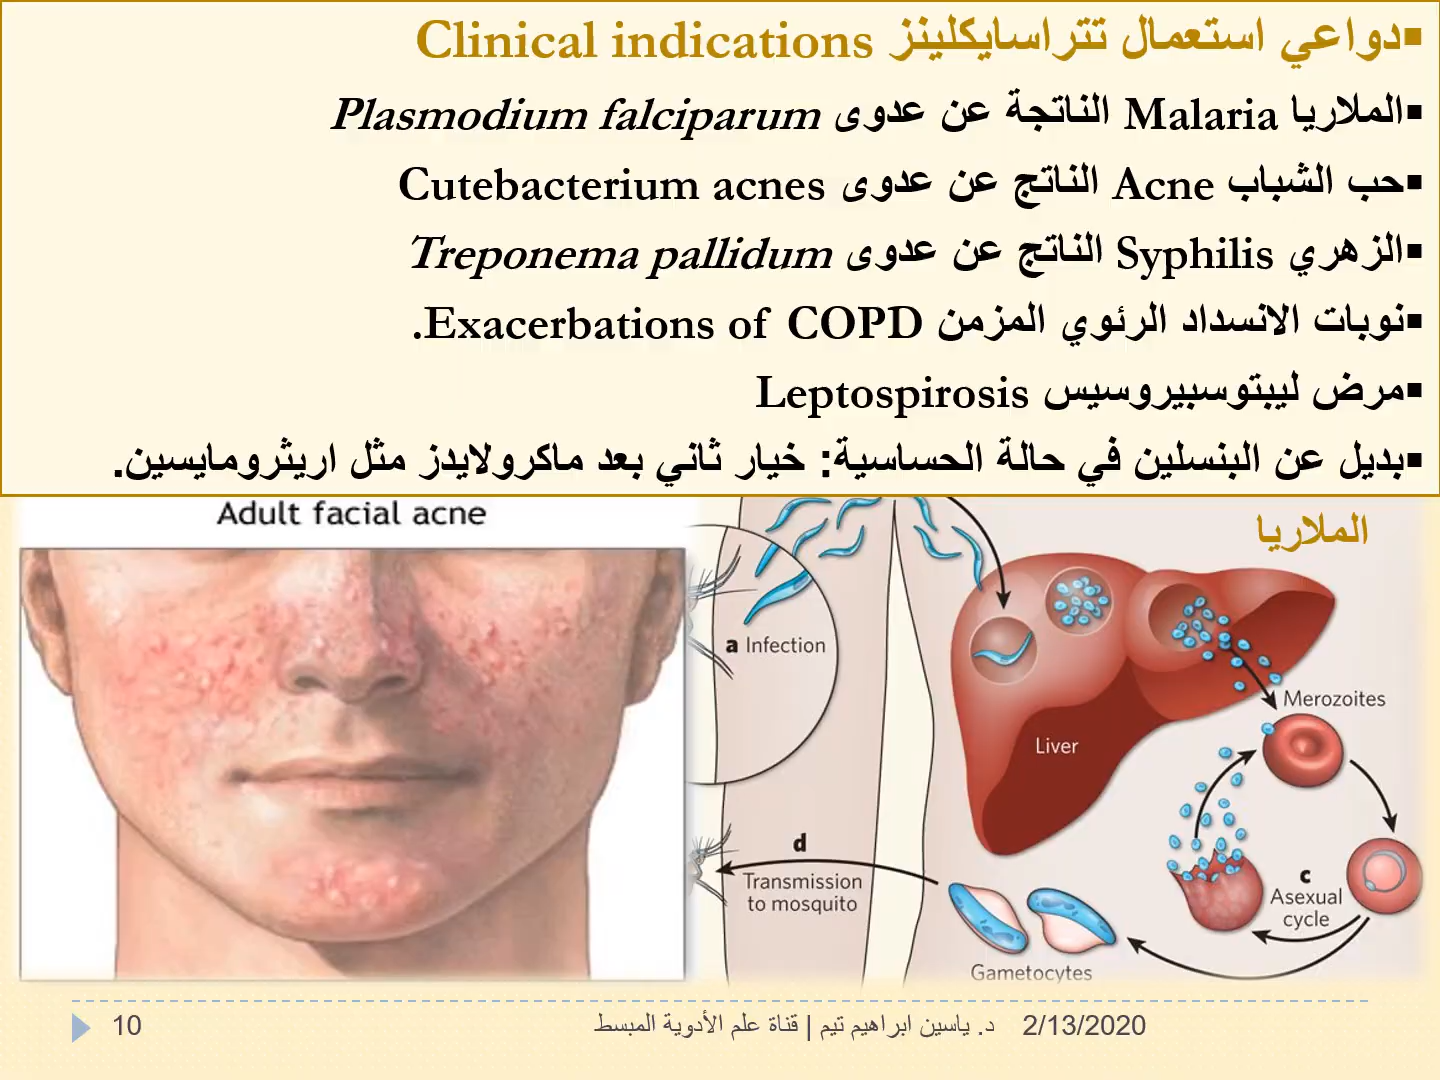 ▪دواعي استعمال تتراسايكلينز Clinical indications
▪الملاريا Malaria الناتجة عن عدوى Plasmodium falciparum
▪حب الشباب Acne الناتج عن عدوى Cutebacterium acnes
▪الزهري Syphilis الناتج عن عدوى Treponema pallidum
▪نوبات الانسداد الرئوي المزمن Exacerbations of COPD.
▪مرض ليبتوسبيروسيس Leptospirosis
▪بديل عن البنسلين في حالة الحساسية: خيار ثاني بعد ماكرولايدز مثل اريثرومايسين.
Adult facial acne
الملاريا
a Infection
Merozoites
Liver
d
Transmission
to mosquito
c
Asexual
cycle
Gametocytes
2/13/2020
د. ياسين ابراهيم تيم | قناة علم الأدوية المبسط
10